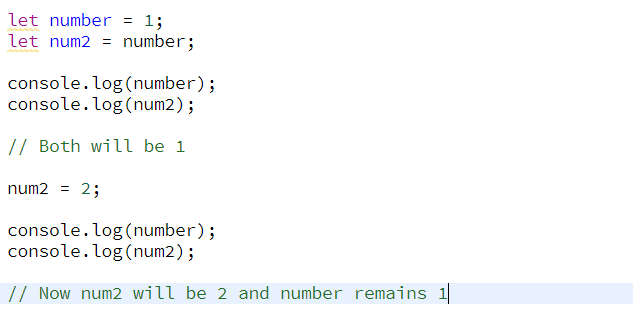 let number = 1;
let num2 = number;
console.log(number);
console.log(num2);
// Both will be 1
num2 = 2;
console.log(number);
console.log(num2);
// Now num2 will be 2 and number remains 1